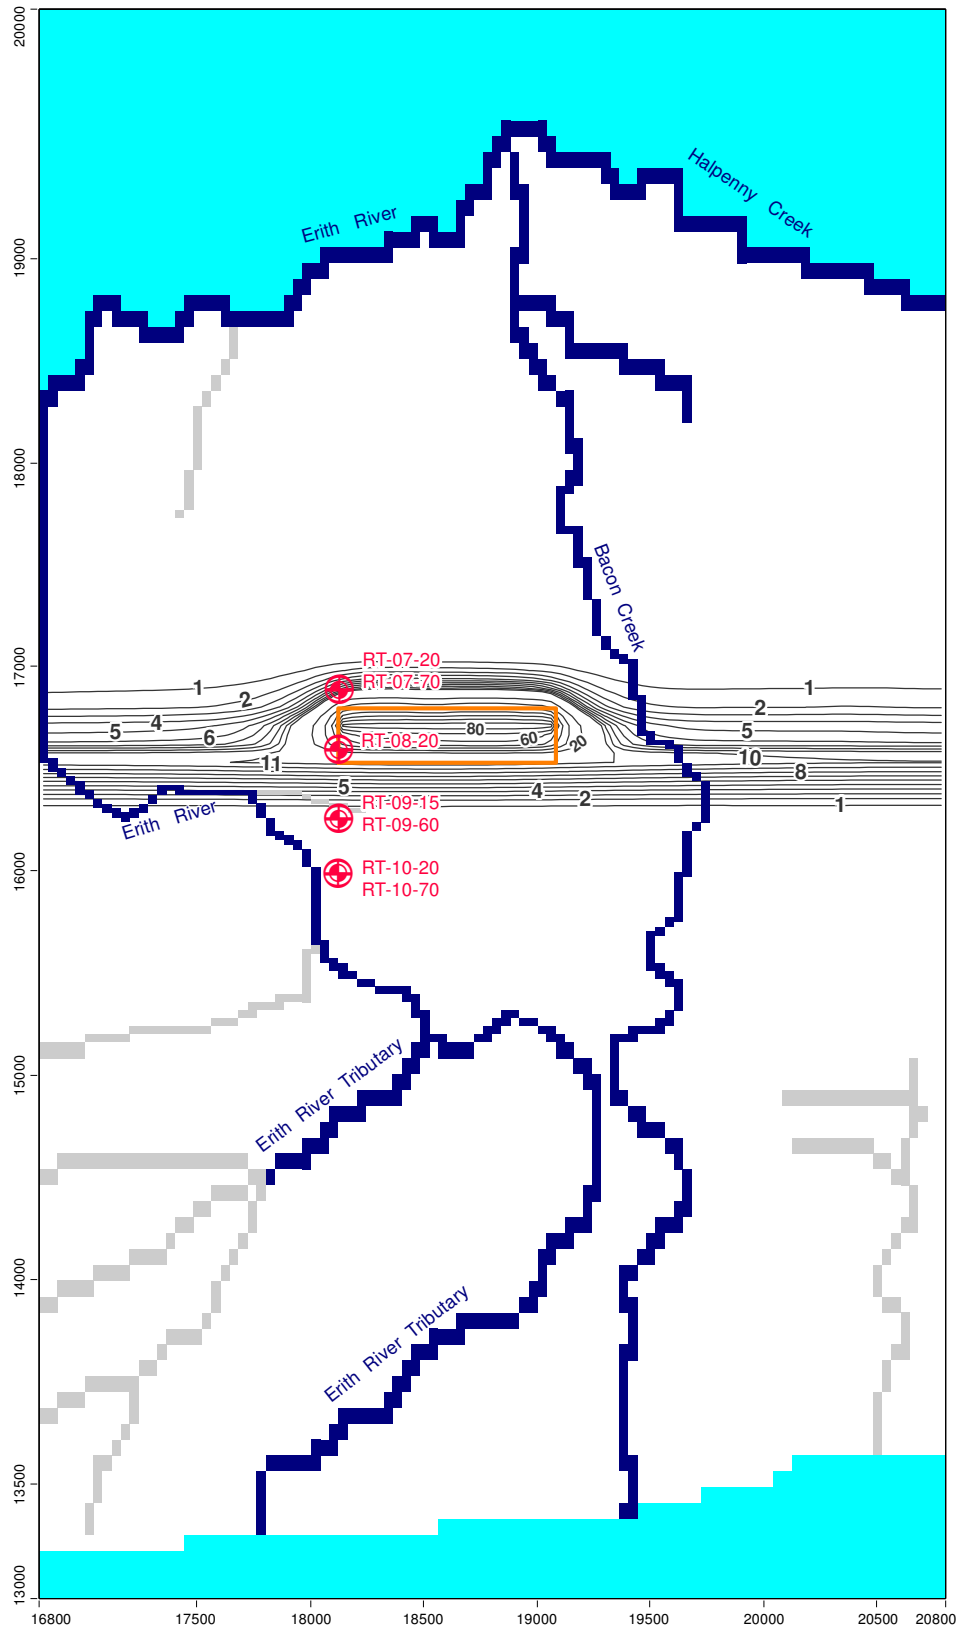 20000
Halpenny Creek
Erith River
19000
18000
Bacon Creek
17000
RT-07-20
RT-07-70
1
1
2
2
4
5
5
6
80
60
20
RT-08-20
10
11
8
5
4
2
1
RT-09-15
RT-09-60
Erith River
16000
RT-10-20
RT-10-70
15000
Erith River Tributary
14000
Erith River Tributary
13500
13000
16800
17500
18000
18500
19000
19500
20000
20500
20800